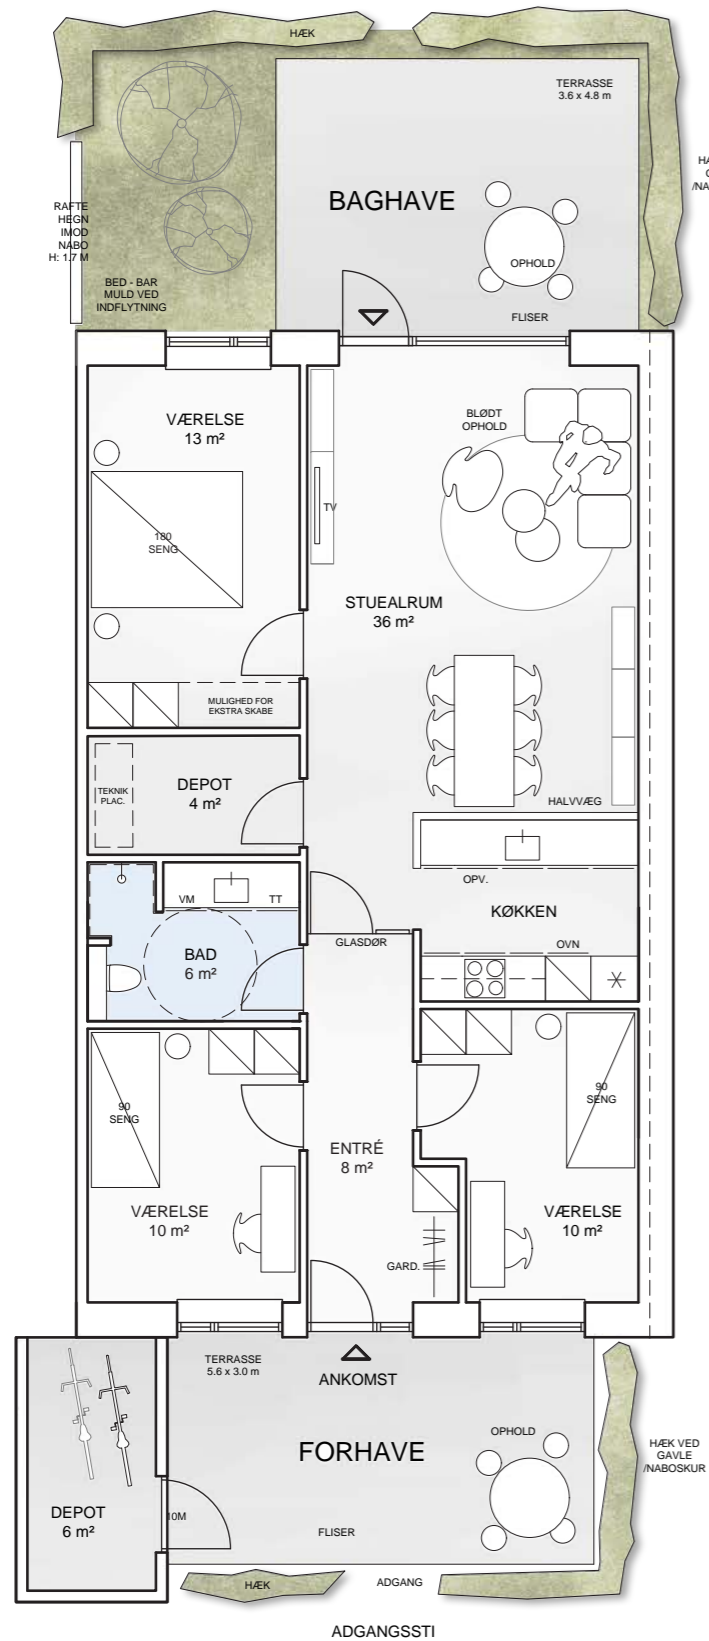 HÆK
TERRASSE
3.6 x 4.8 m
BAGHAVE
RAFTE
HEGN
IMOD
NABO
H: 1.7 M
OPHOLD
BED - BAR
MULD VED
INDFLYTNING
FLISER
VÆRELSE
13 m²
BLØDT
OPHOLD
TV
180
SENG
STUEALRUM
36 m²
MULIGHED FOR
EKSTRA SKABE
DEPOT
4 m²
TEKNIK
PLAC.
HALVVÆG
OPV.
VM
TT
KØKKEN
GLASDØR
OVN
BAD
6 m²
90
SENG
90
SENG
ENTRÉ
8 m²
VÆRELSE
10 m²
VÆRELSE
10 m²
GARD.
TERRASSE
5.6 x 3.0 m
ANKOMST
OPHOLD
FORHAVE
HÆK VED
GAVLE
/NABOSKUR
DEPOT
6 m²
10M
FLISER
HÆK
ADGANG
ADGANGSSTI